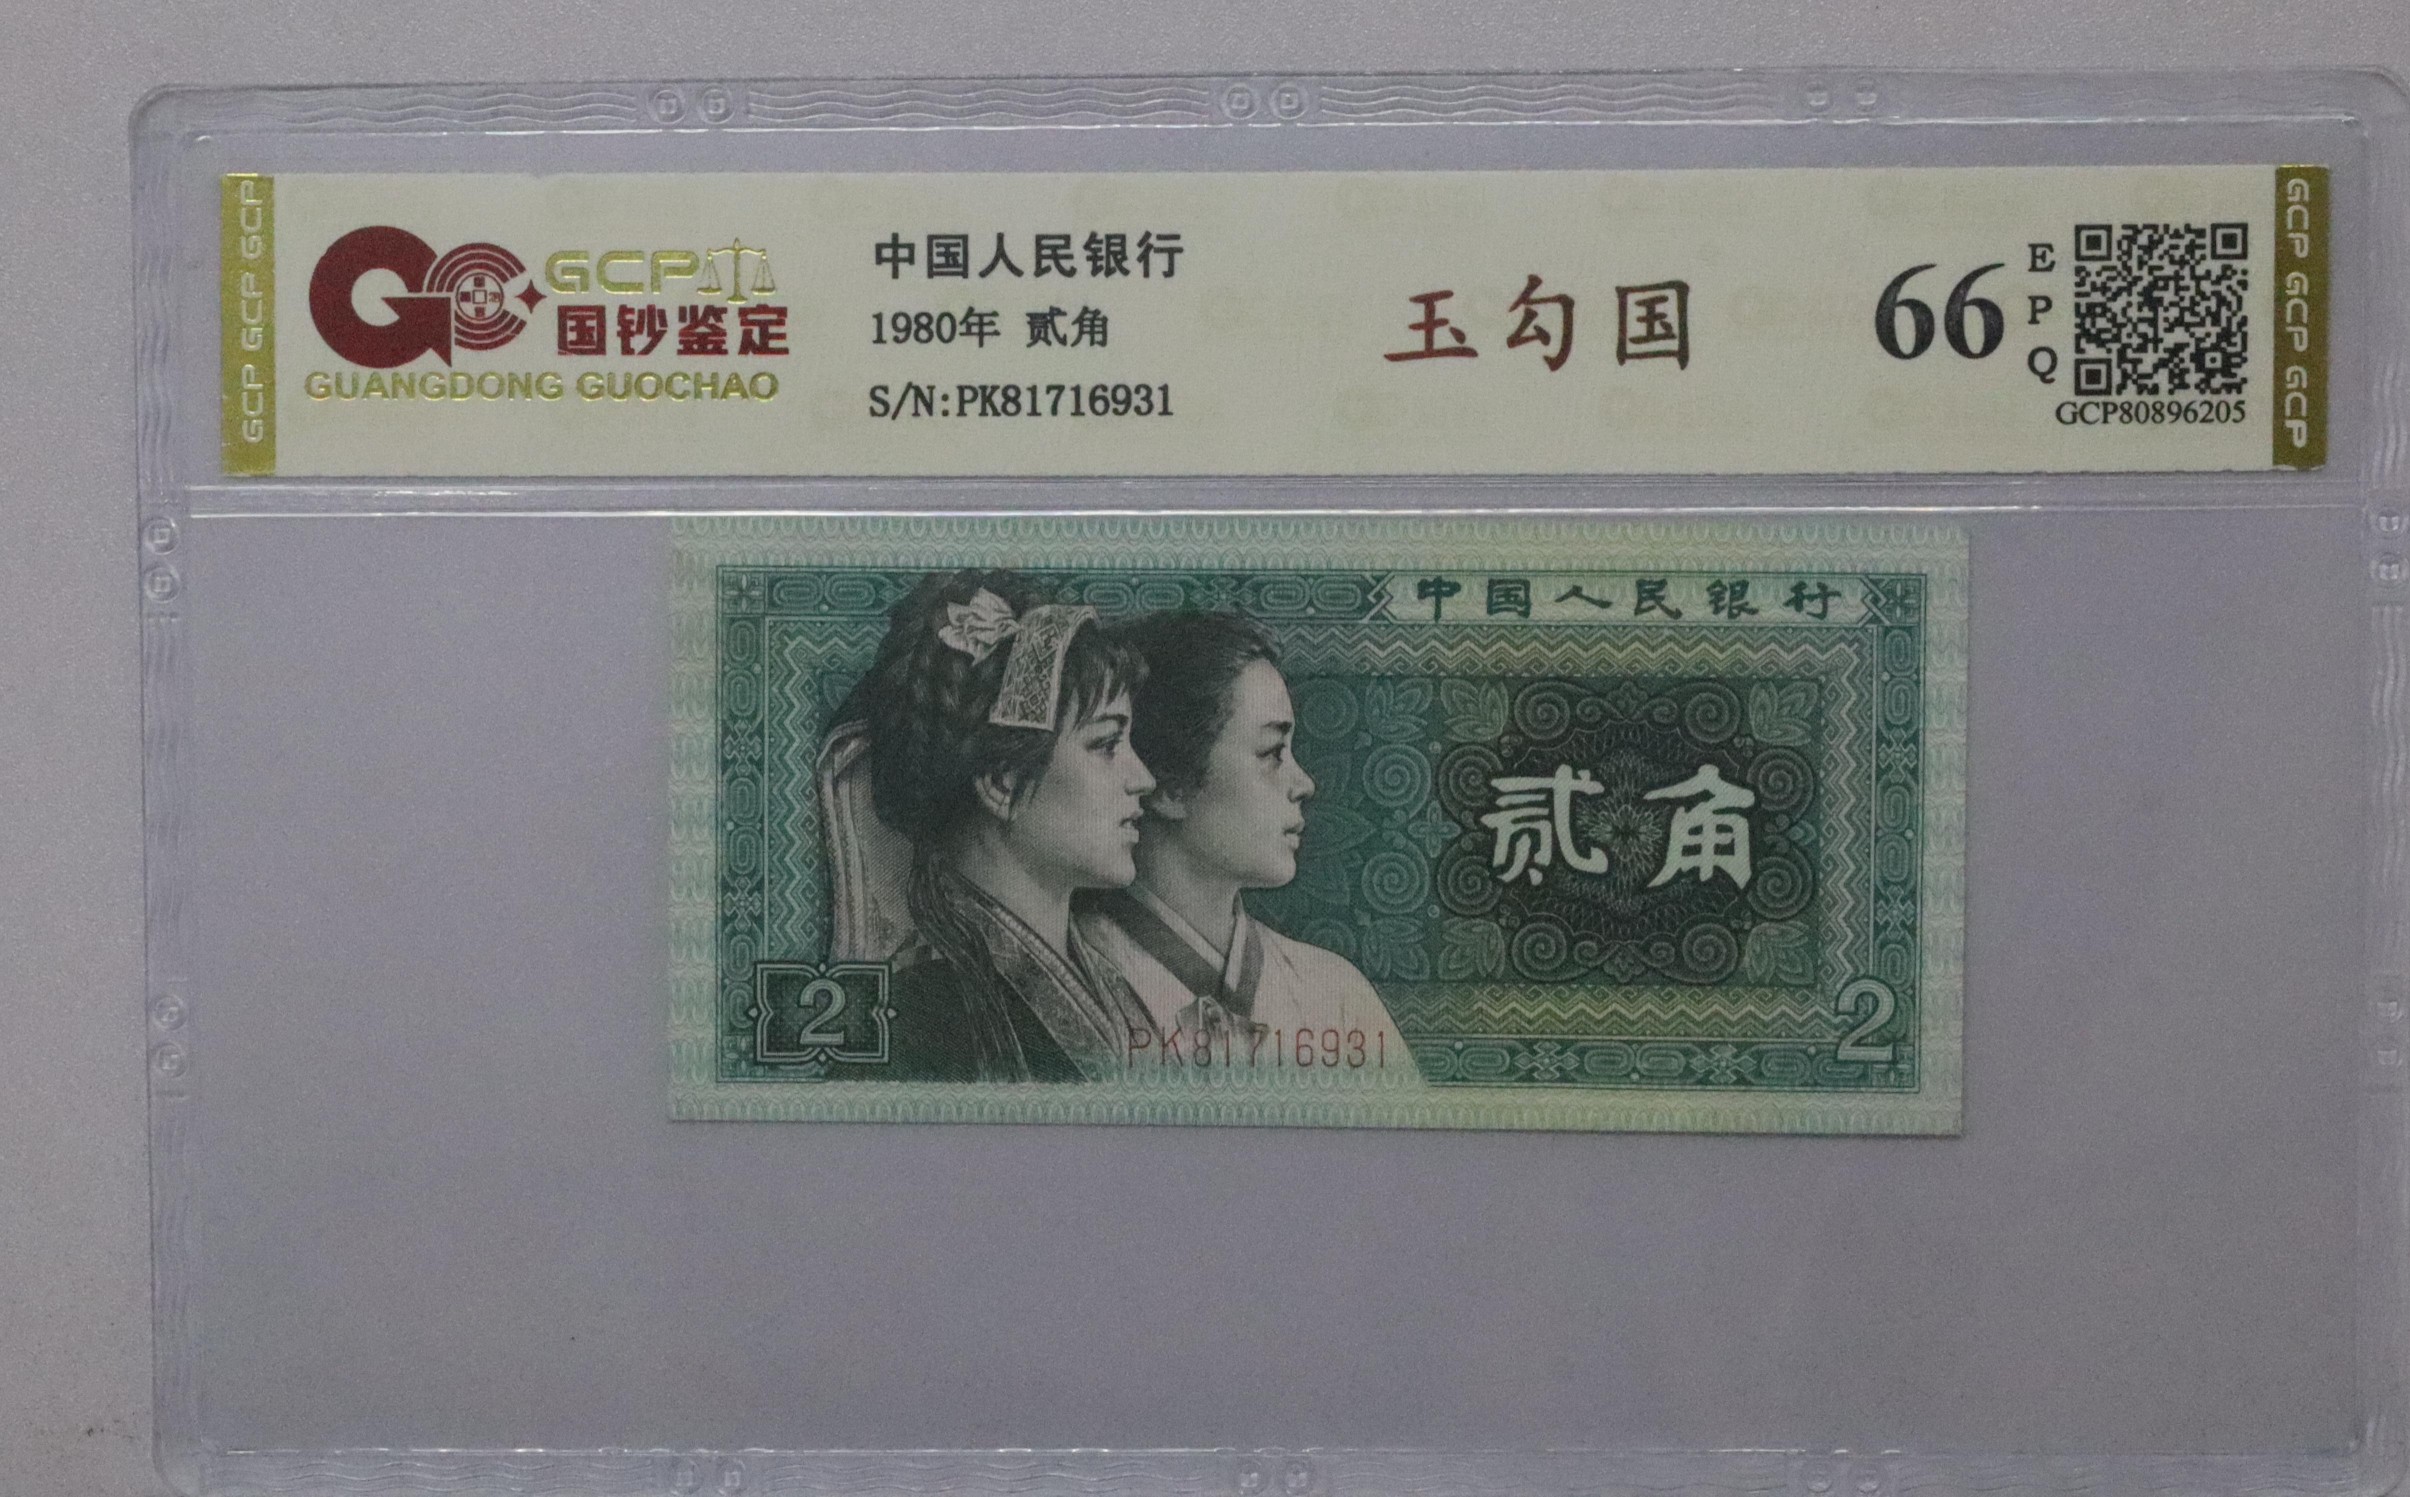 GCP GCP GCP
GCP
国钞鉴定
GUANGDONG GUOCHAO
中国人民银行
1980年 贰角
S/N:PK81716931
玉勾国
66
E
P
Q
GCP80896205
GCP GCP GCP
中国人民银行
贰角
2
PK81716931
2